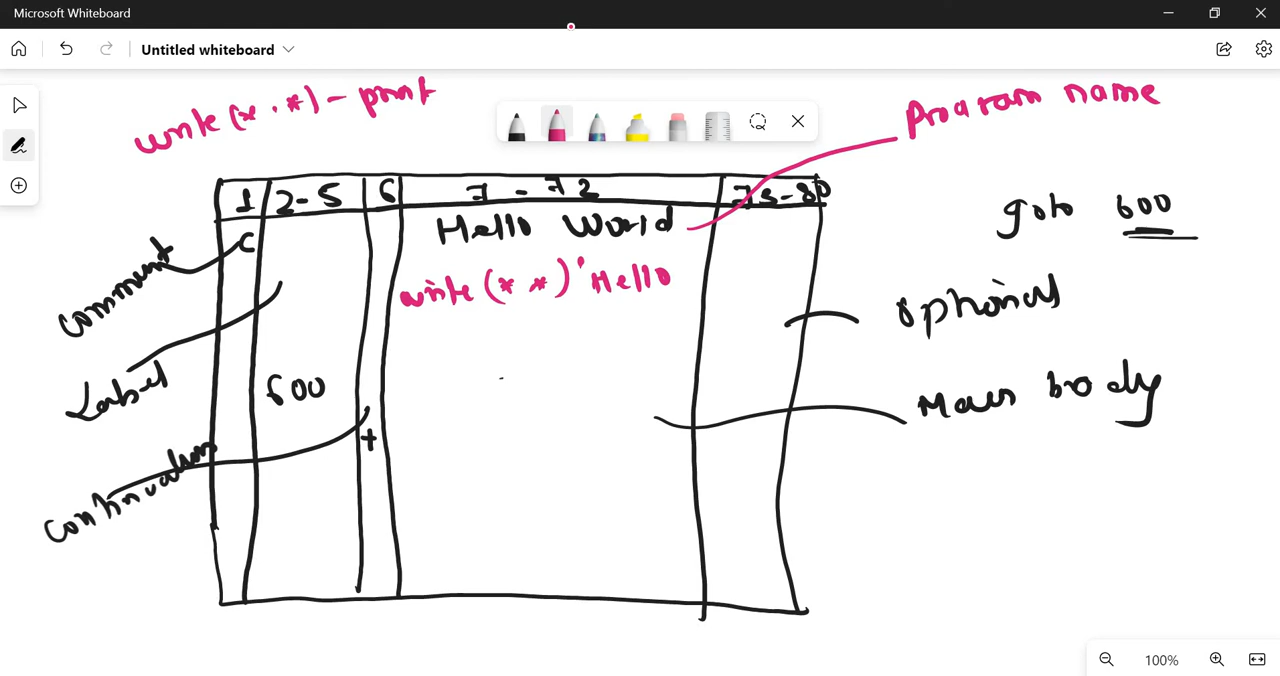 Microsoft Whiteboard
Untitled whiteboard
write (*,*) - print
Program name
1 2-5 6 7 - 72 73-80
Hello World
goto 600
C
comment
write (* *) 'Hello
optional
Label
600
Main body
+
continuation
100%